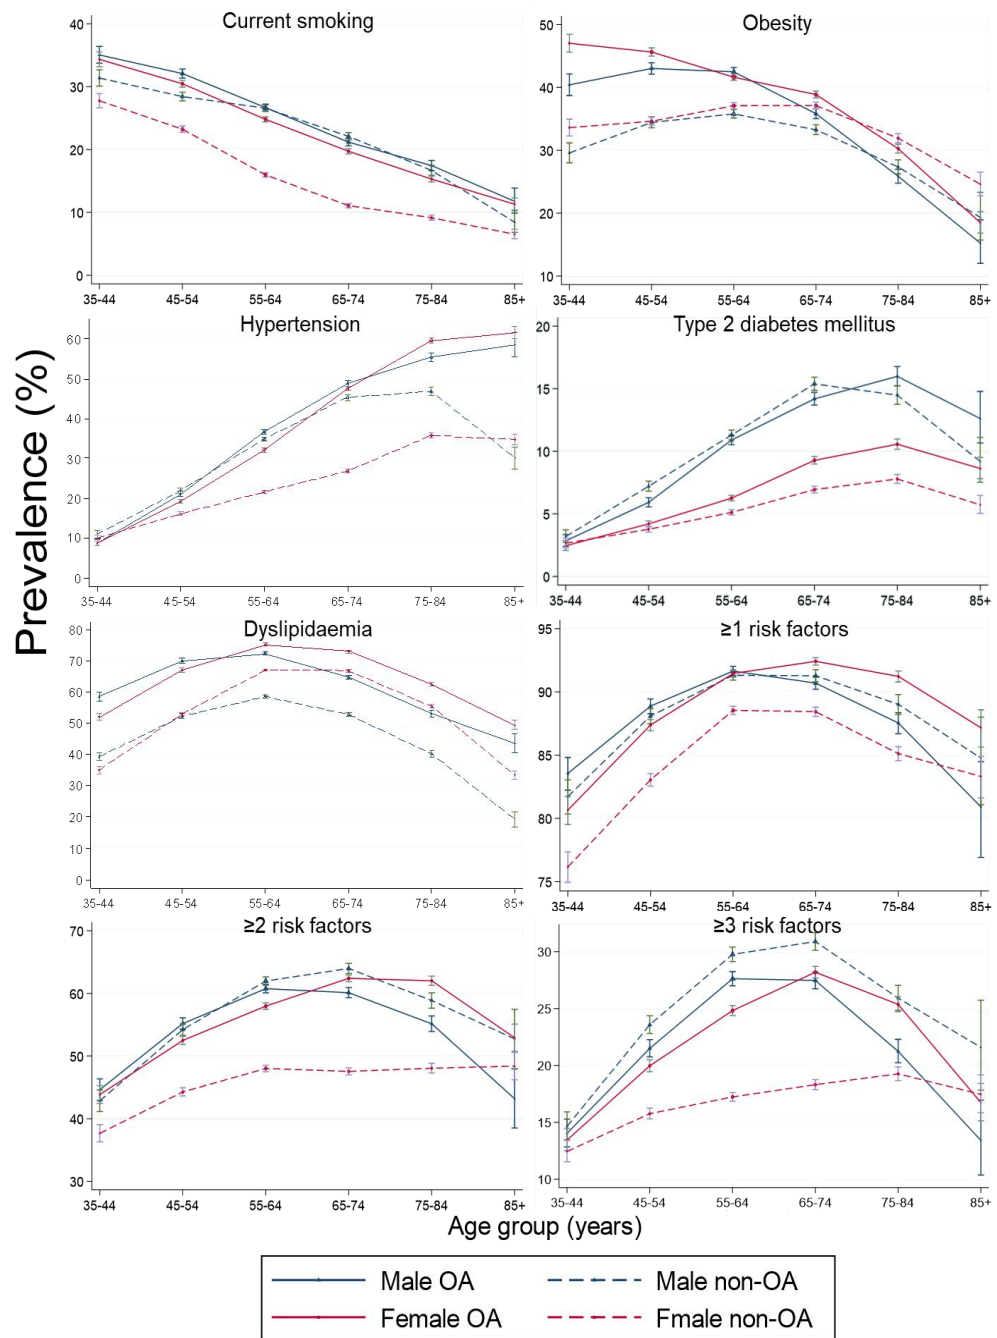 Current smoking
40
30
20
10
0
35-44 45-54 55-64 65-74 75-84 85+
Obesity
50
40
30
20
10
35-44 45-54 55-64 65-74 75-84 85+
Prevalence (%)
Hypertension
60
50
40
30
20
10
0
35-44 45-54 55-64 65-74 75-84 85+
Type 2 diabetes mellitus
20
15
10
5
0
35-44 45-54 55-64 65-74 75-84 85+
Dyslipidaemia
80
70
60
50
40
30
20
10
0
35-44 45-54 55-64 65-74 75-84 85+
≥1 risk factors
95
90
85
80
75
35-44 45-54 55-64 65-74 75-84 85+
≥2 risk factors
70
60
50
40
30
35-44 45-54 55-64 65-74 75-84 85+
≥3 risk factors
30
25
20
15
10
35-44 45-54 55-64 65-74 75-84 85+
Age group (years)
Male OA Male non-OA
Female OA Fmale non-OA